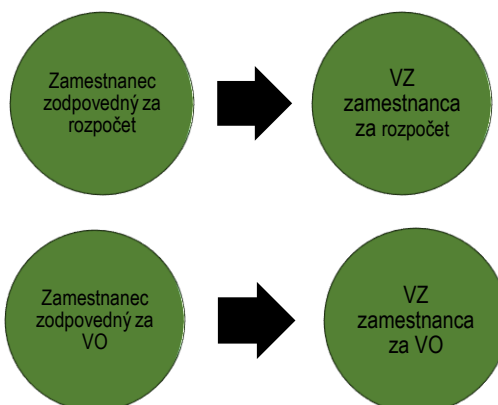 Zamestnanec
zodpovedný za
rozpočet
VZ
zamestnanca
za rozpočet
Zamestnanec
zodpovedný za
VO
VZ
zamestnanca
za VO